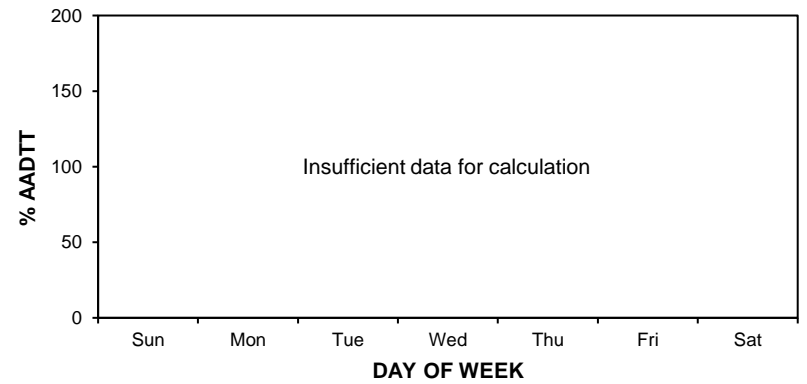 200
150
100
50
0
% AADTT
Insufficient data for calculation
Sun Mon Tue Wed Thu Fri Sat
DAY OF WEEK